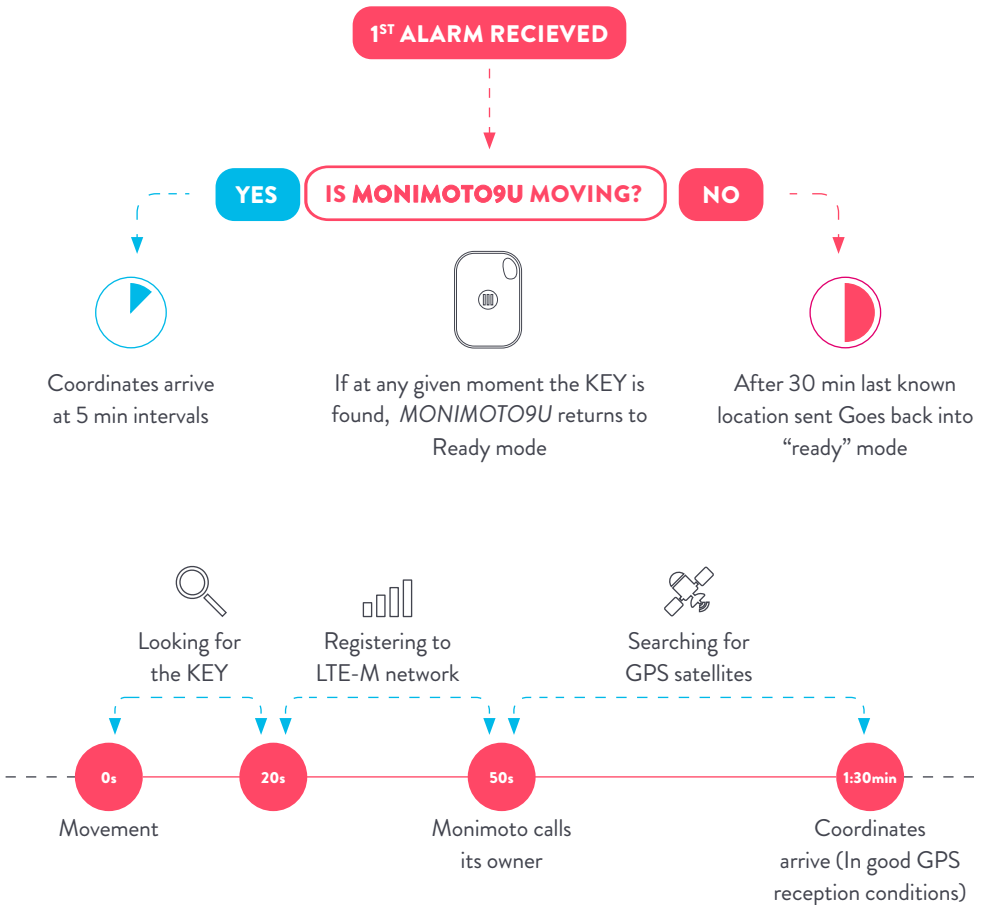 1ST ALARM RECIEVED
YES
IS MONIMOTO9U MOVING?
NO
Coordinates arrive
at 5 min intervals
If at any given moment the KEY is
found, MONIMOTO9U returns to
Ready mode
After 30 min last known
location sent Goes back into
“ready” mode
Looking for
the KEY
Registering to
LTE-M network
Searching for
GPS satellites
0s
20s
50s
1:30min
Movement
Monimoto calls
its owner
Coordinates
arrive (In good GPS
reception conditions)